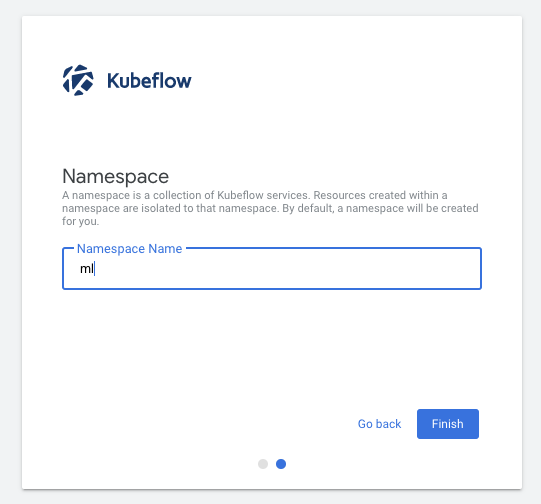 Kubeflow
Namespace
A namespace is a collection of Kubeflow services. Resources created within a
namespace are isolated to that namespace. By default, a namespace will be created
for you.
Namespace Name
ml
Go back
Finish